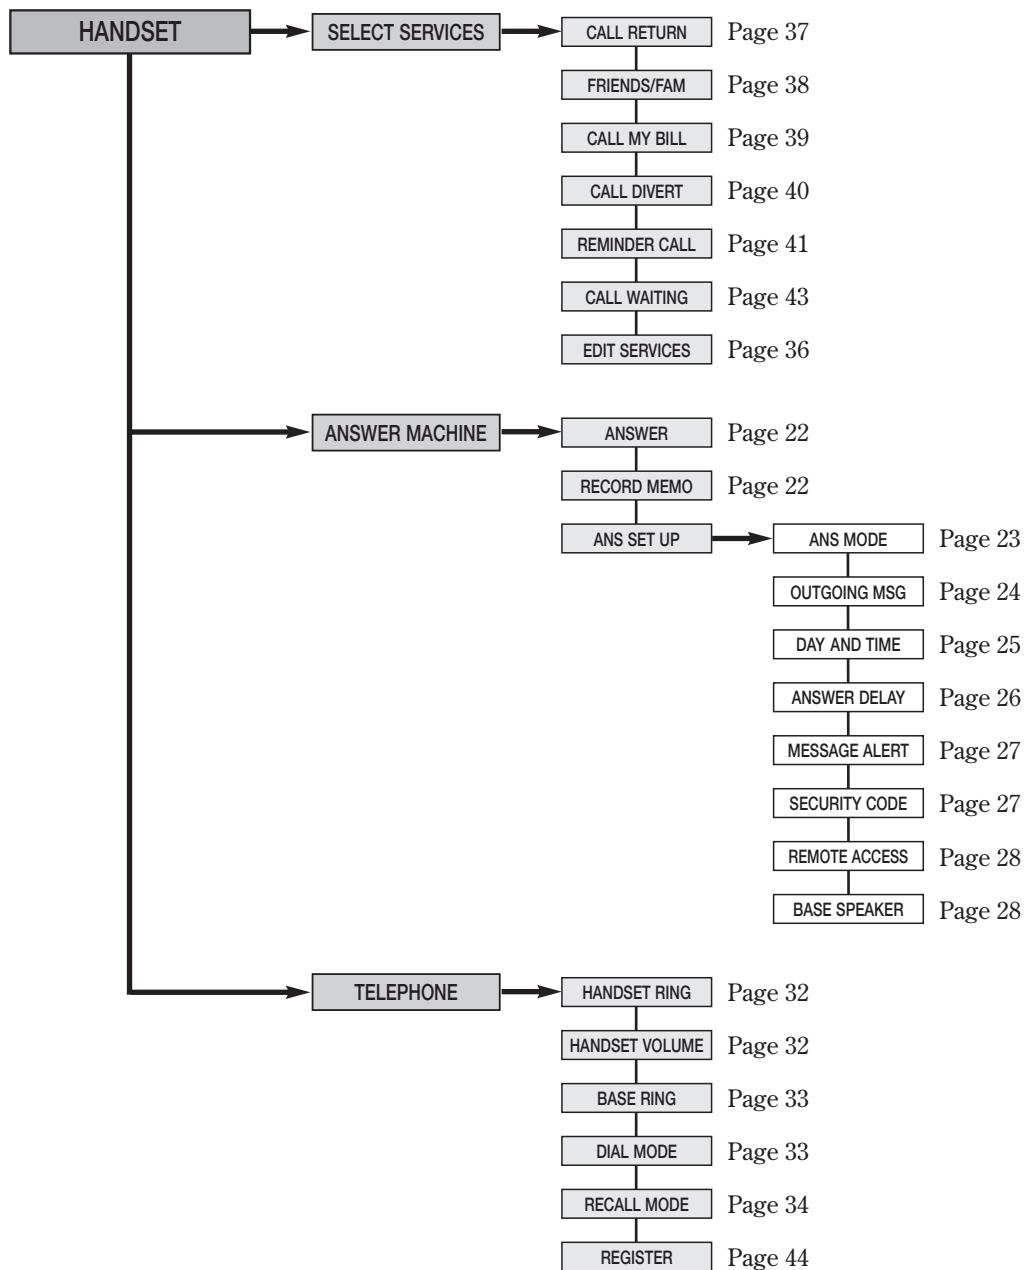 HANDSET SELECT SERVICES CALL RETURN Page 37
FRIENDS/FAM Page 38
CALL MY BILL Page 39
CALL DIVERT Page 40
REMINDER CALL Page 41
CALL WAITING Page 43
EDIT SERVICES Page 36
ANSWER MACHINE ANSWER Page 22
RECORD MEMO Page 22
ANS SET UP ANS MODE Page 23
OUTGOING MSG Page 24
DAY AND TIME Page 25
ANSWER DELAY Page 26
MESSAGE ALERT Page 27
SECURITY CODE Page 27
REMOTE ACCESS Page 28
BASE SPEAKER Page 28
TELEPHONE HANDSET RING Page 32
HANDSET VOLUME Page 32
BASE RING Page 33
DIAL MODE Page 33
RECALL MODE Page 34
REGISTER Page 44